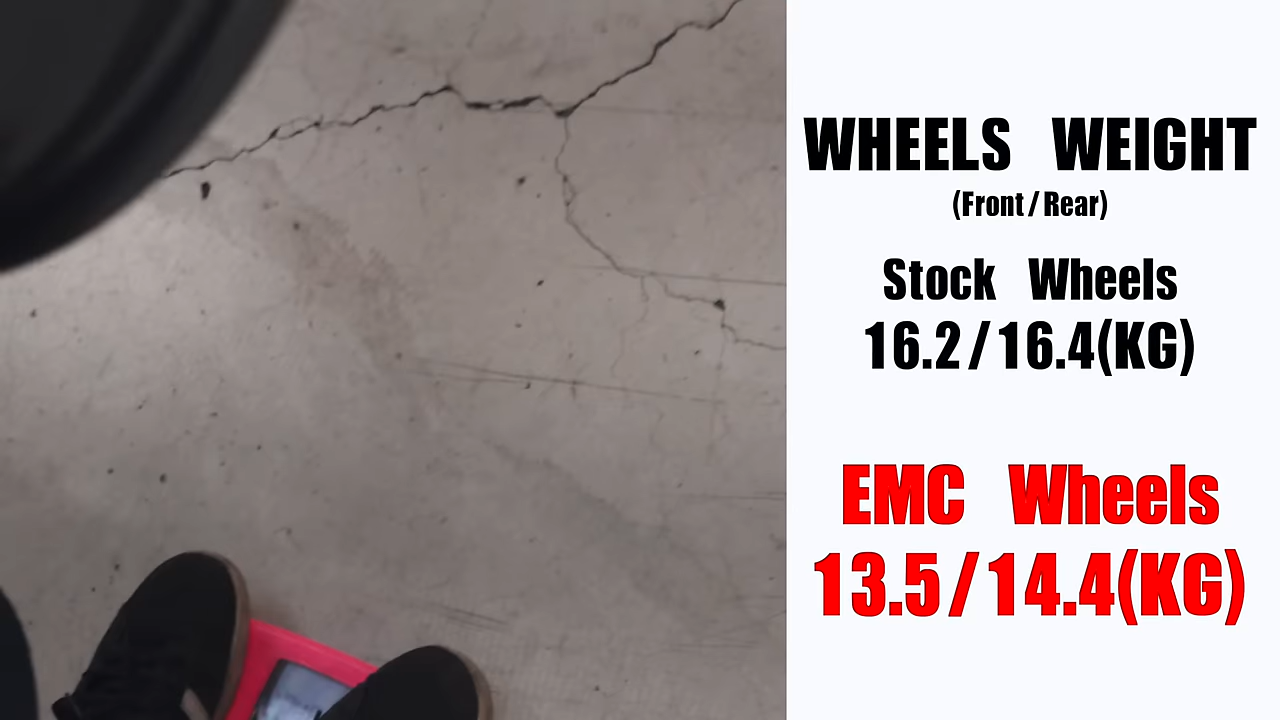 WHEELS WEIGHT
(Front / Rear)
Stock Wheels
16.2 / 16.4(KG)
EMC Wheels
13.5 / 14.4(KG)